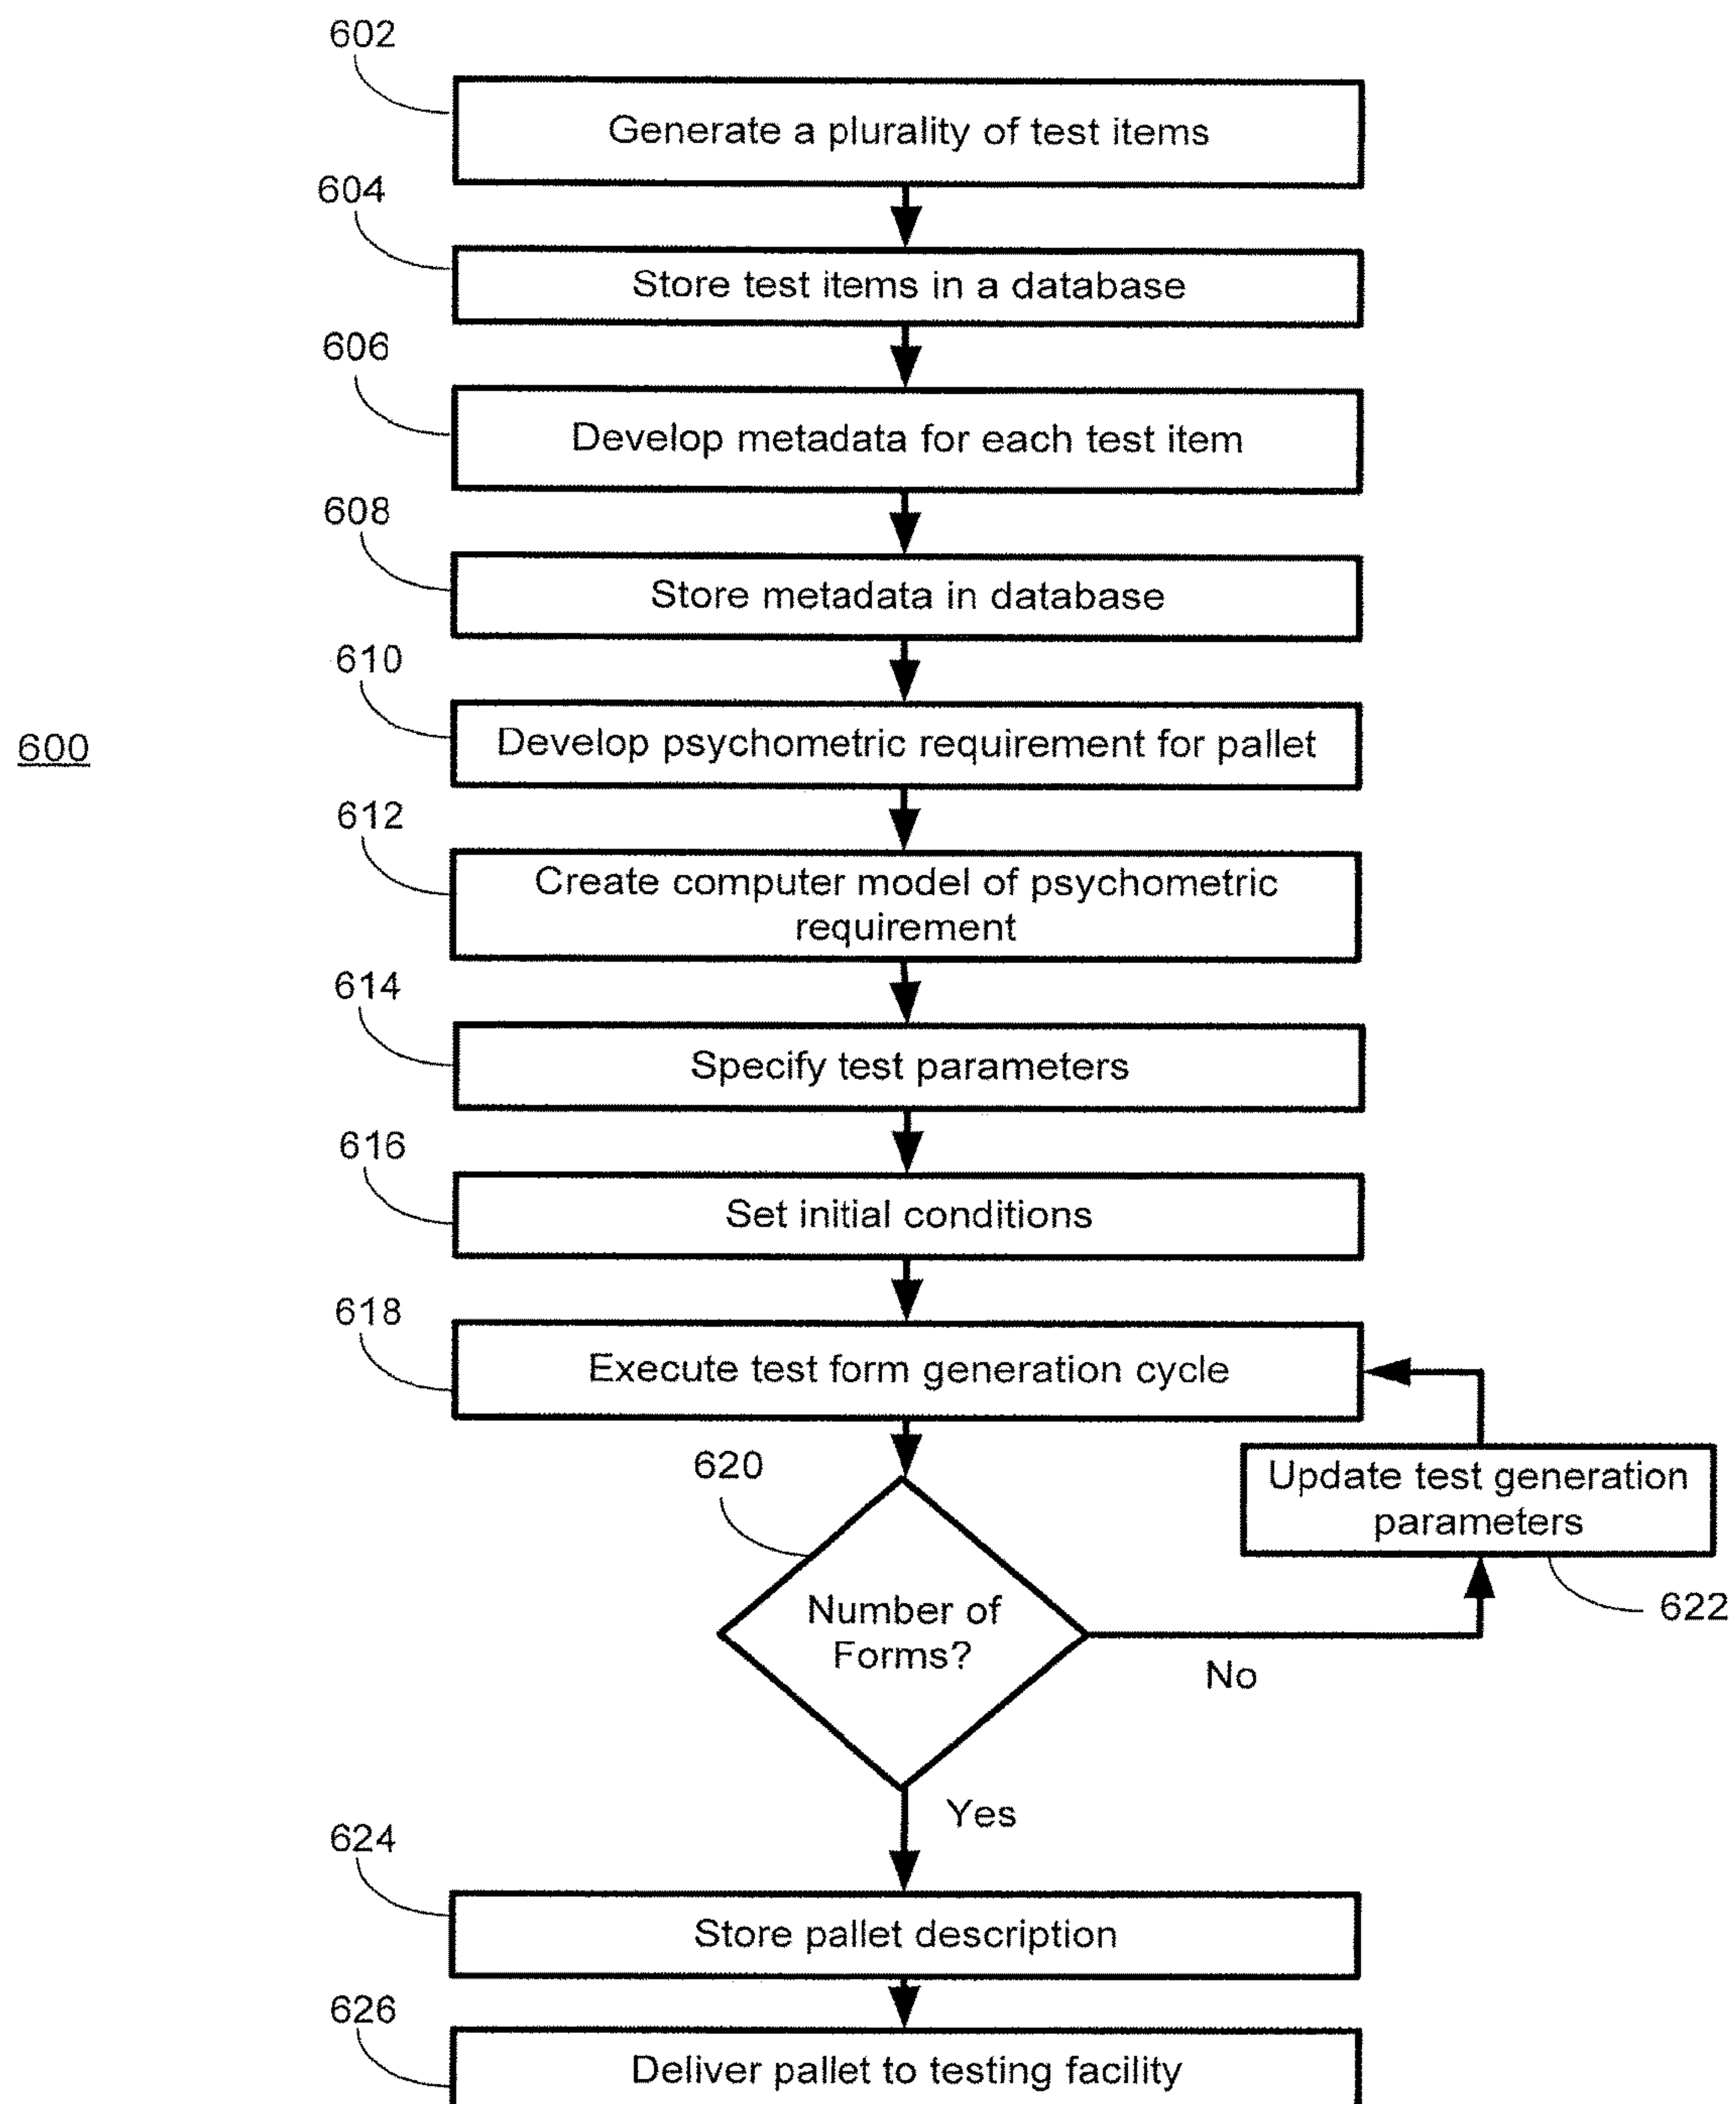 602
Generate a plurality of test items
604
Store test items in a database
606
Develop metadata for each test item
608
Store metadata in database
610
Develop psychometric requirement for pallet
600
612
Create computer model of psychometric
requirement
614
Specify test parameters
616
Set initial conditions
618
Execute test form generation cycle
620
Update test generation
parameters
622
Number of
Forms?
No
Yes
624
Store pallet description
626
Deliver pallet to testing facility